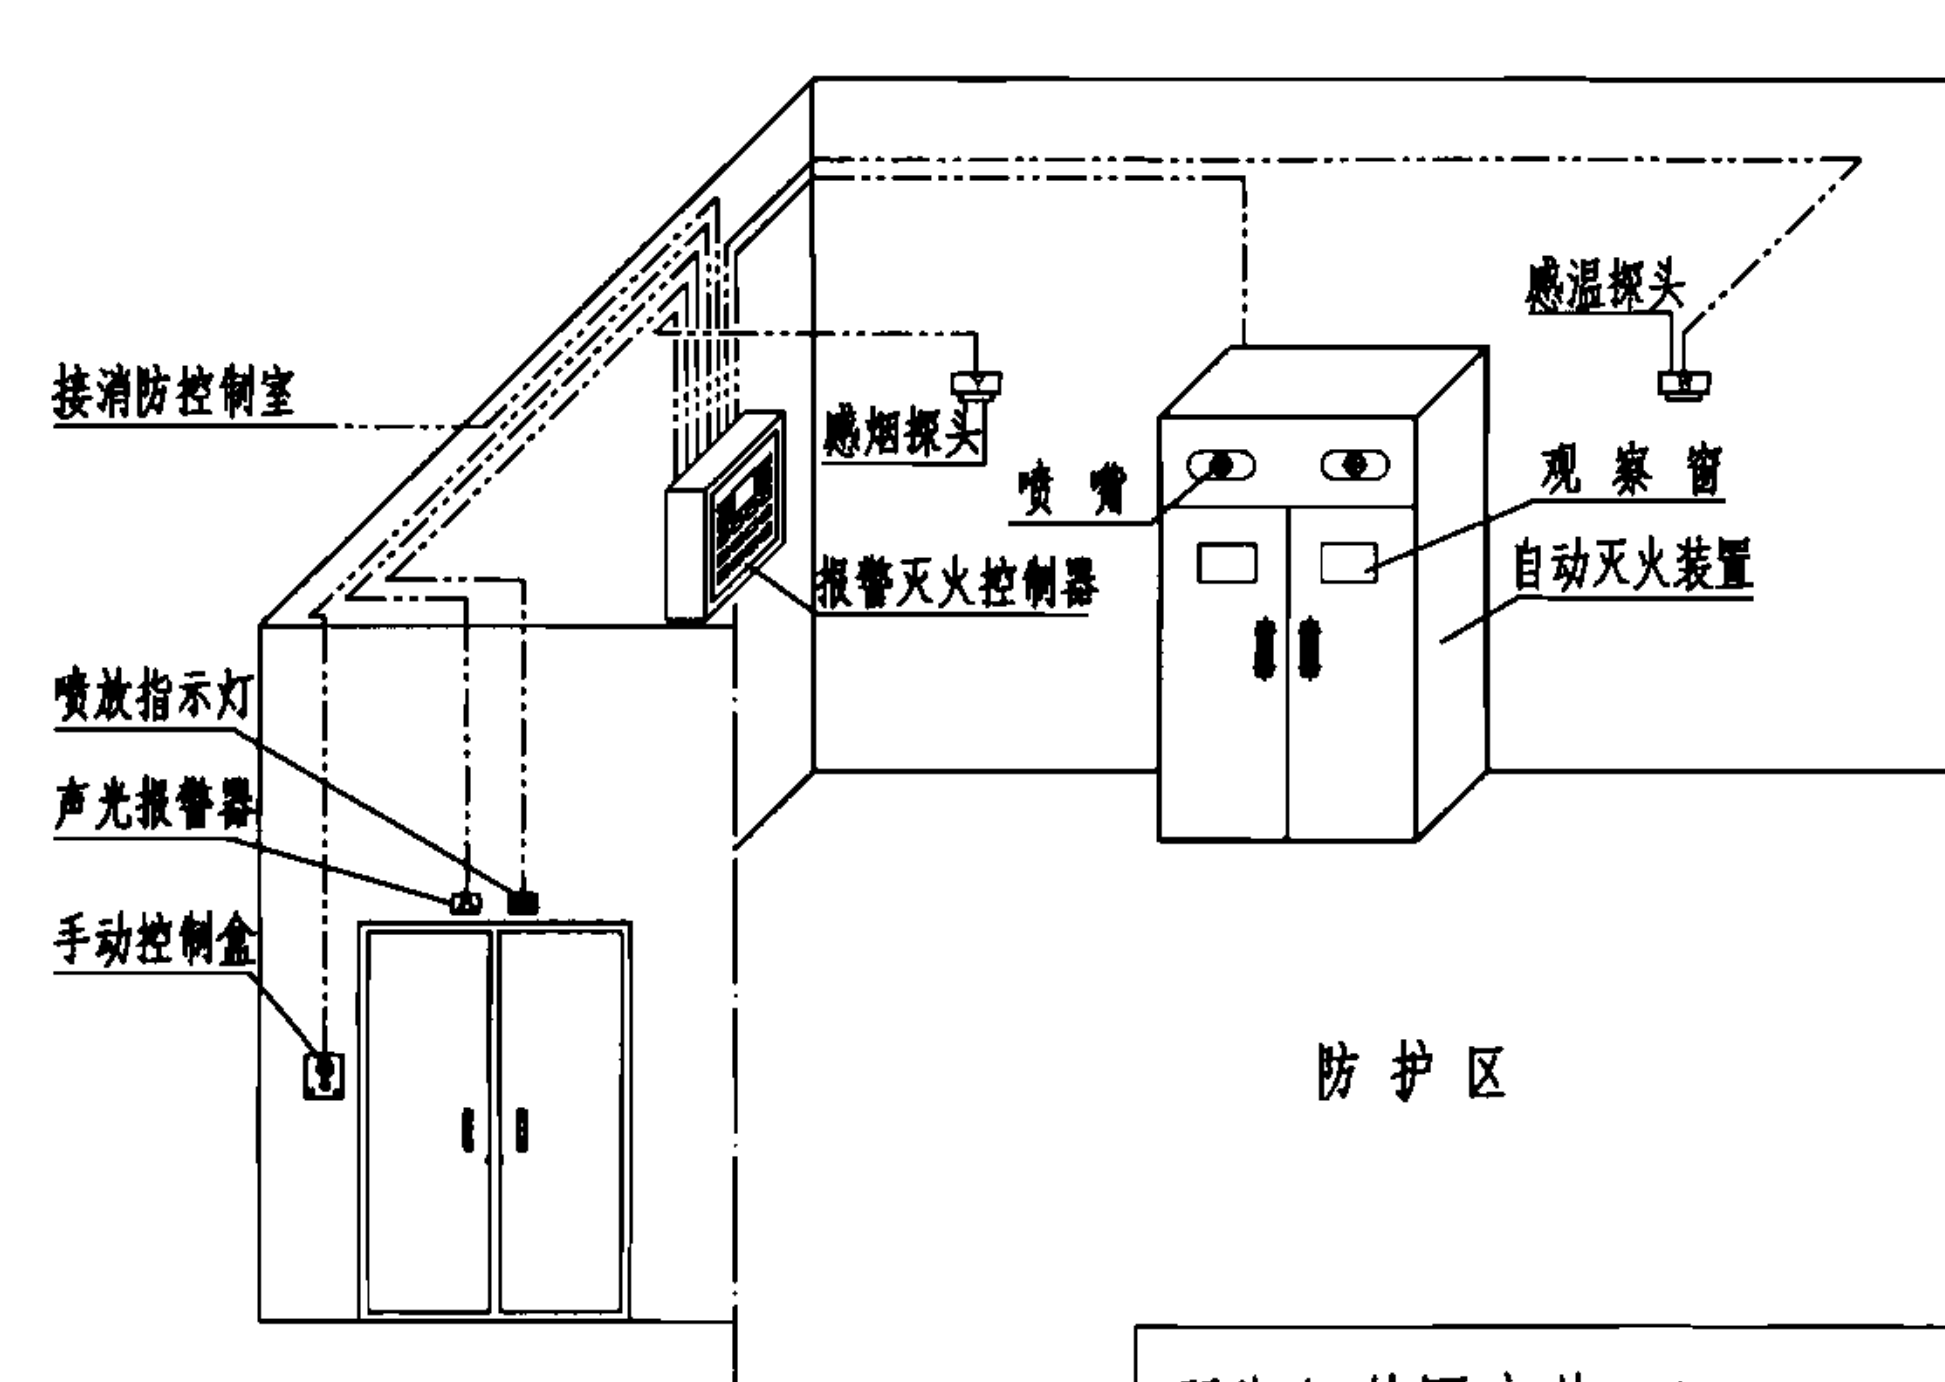 感温探头
接消防控制室
感烟探头
喷嘴
观察窗
自动灭火装置
报警灭火控制器
喷放指示灯
声光报警器
手动控制盒
防护区